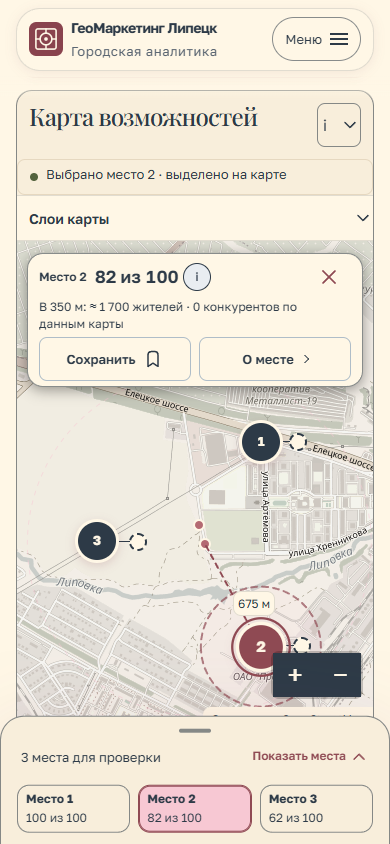 ГеоМаркетинг Липецк
Городская аналитика
Меню
Карта возможностей
i
Выбрано место 2 · выделено на карте
Слои карты
Место 2 82 из 100 i
В 350 м: ≈ 1 700 жителей · 0 конкурентов по
данным карты
Сохранить
О месте
кооператив
Металлист-19
Елецкое шоссе
1
Елецкое шоссе
улица Артёмова
3
улица Хренникова
Липовка
Липовка
675 м
2
ОАО
+ −
3 места для проверки
Показать места
Место 1
100 из 100
Место 2
82 из 100
Место 3
62 из 100